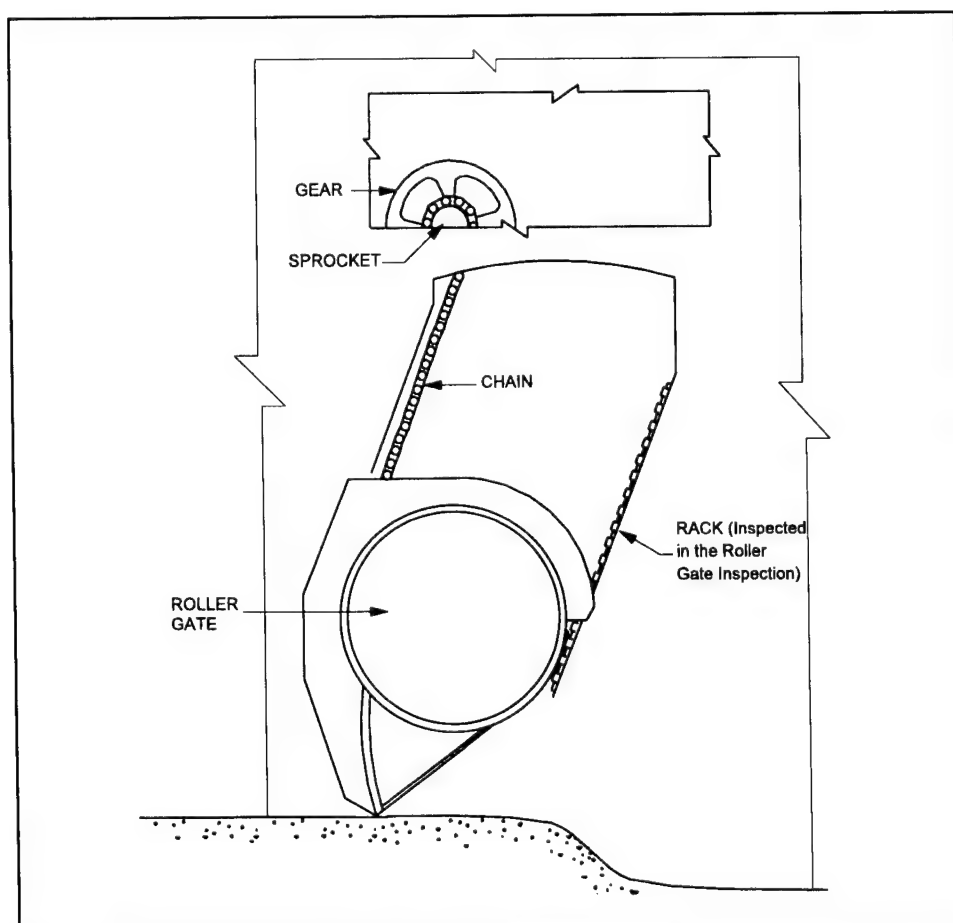 GEAR
SPROCKET
CHAIN
RACK (Inspected
in the Roller
Gate Inspection)
ROLLER
GATE